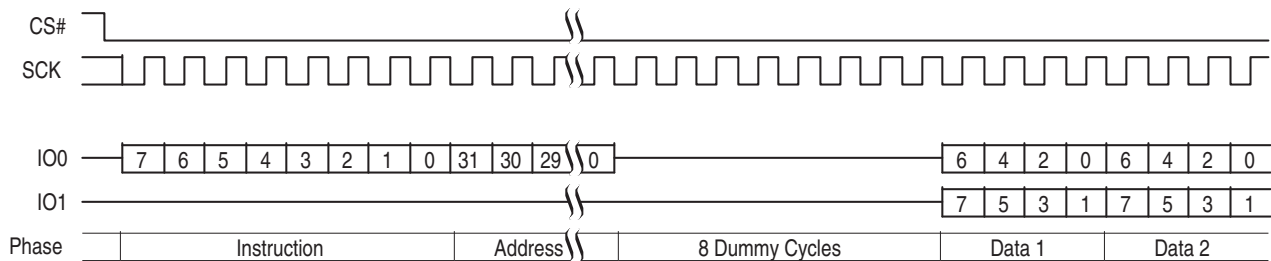 CS#
SCK
IO0 7 6 5 4 3 2 1 0 31 30 29 0 6 4 2 0 6 4 2 0
IO1 7 5 3 1 7 5 3 1
Phase Instruction Address 8 Dummy Cycles Data 1 Data 2